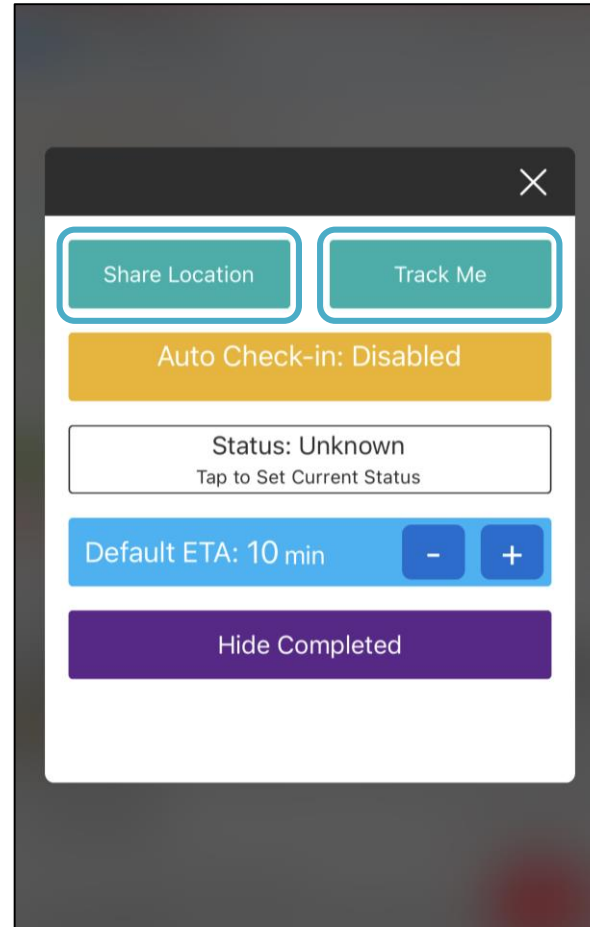 Share Location
Track Me
Auto Check-in: Disabled
Status: Unknown
Tap to Set Current Status
Default ETA: 10 min - +
Hide Completed